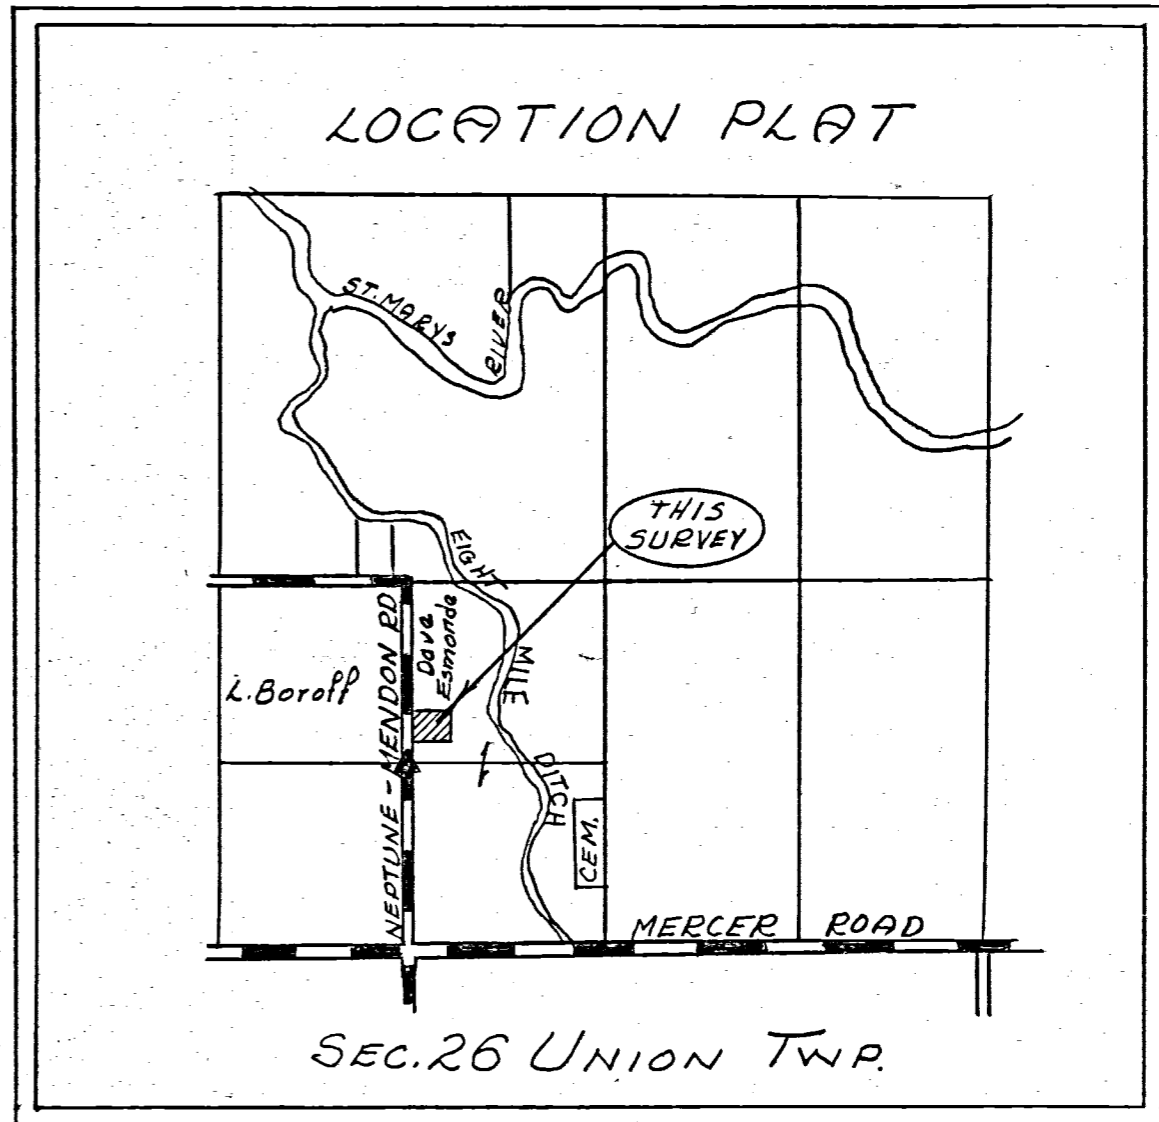 LOCATION PLAT
ST. MARYS
RIVER
THIS
SURVEY
EIGHT
MILE
DITCH
NEPTUNE - MENDON RD
Dave
Esmonde
L. Boroff
CEM.
MERCER ROAD
SEC. 26 UNION TWP.